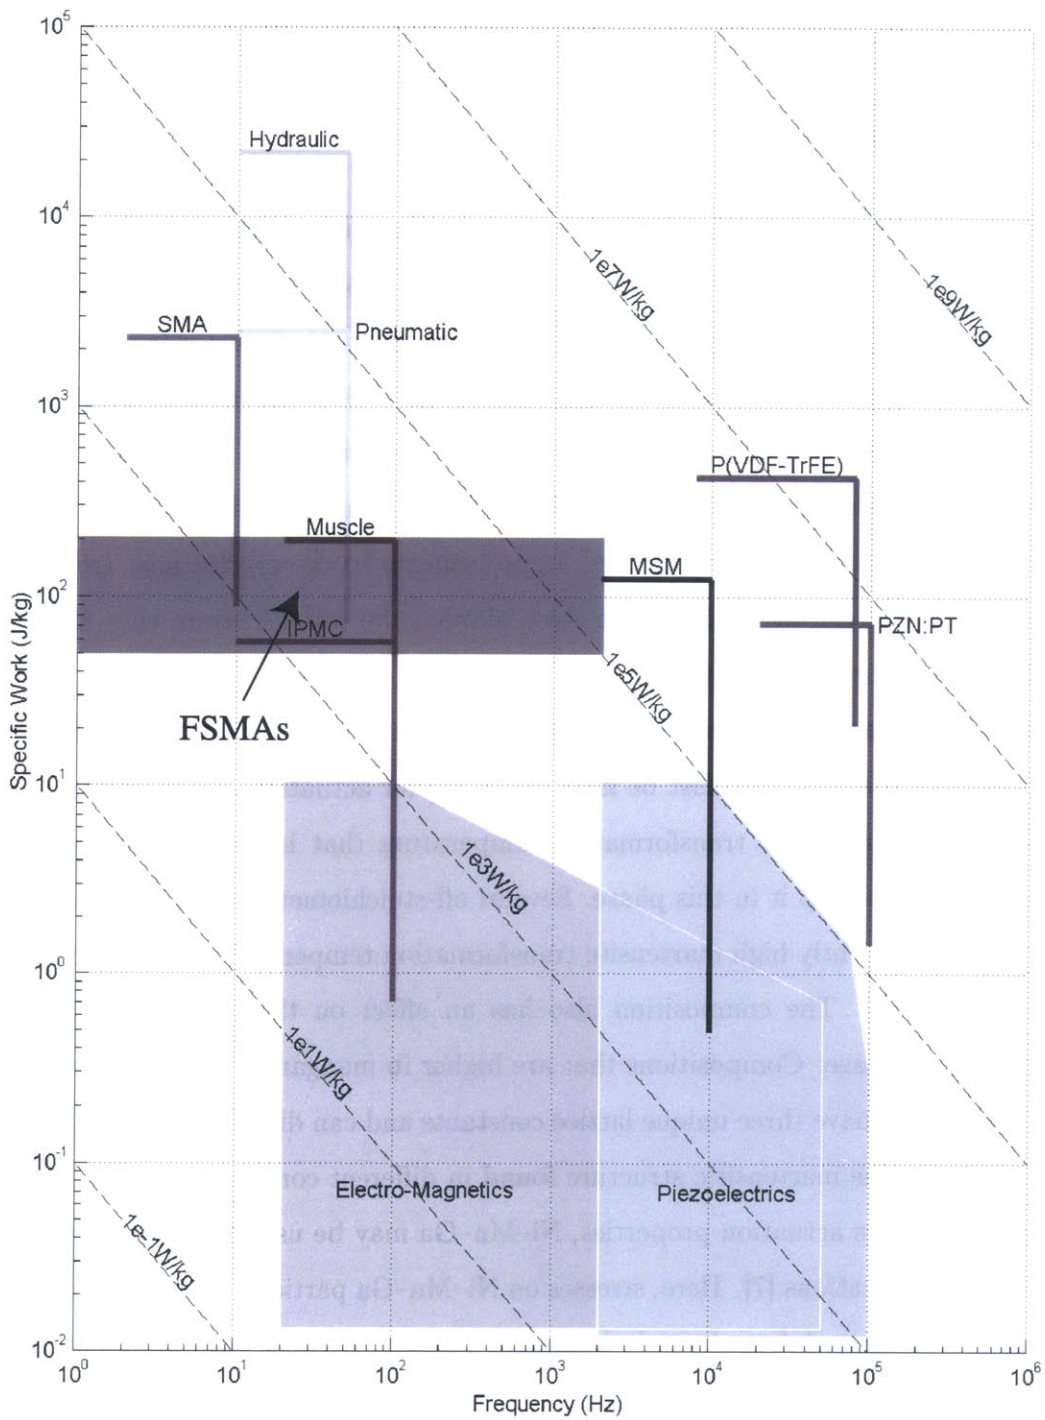 10^5
Hydraulic
10^4
1e7W/kg
1e9W/kg
SMA
Pneumatic
10^3
P(VDF-TrFE)
Muscle
MSM
10^2
IPMC
PZN:PT
1e5W/kg
FSMAs
Specific Work (J/kg)
10^1
1e3W/kg
10^0
1e1W/kg
10^-1
Electro-Magnetics
Piezoelectrics
1e-1W/kg
10^-2
10^0 10^1 10^2 10^3 10^4 10^5 10^6
Frequency (Hz)